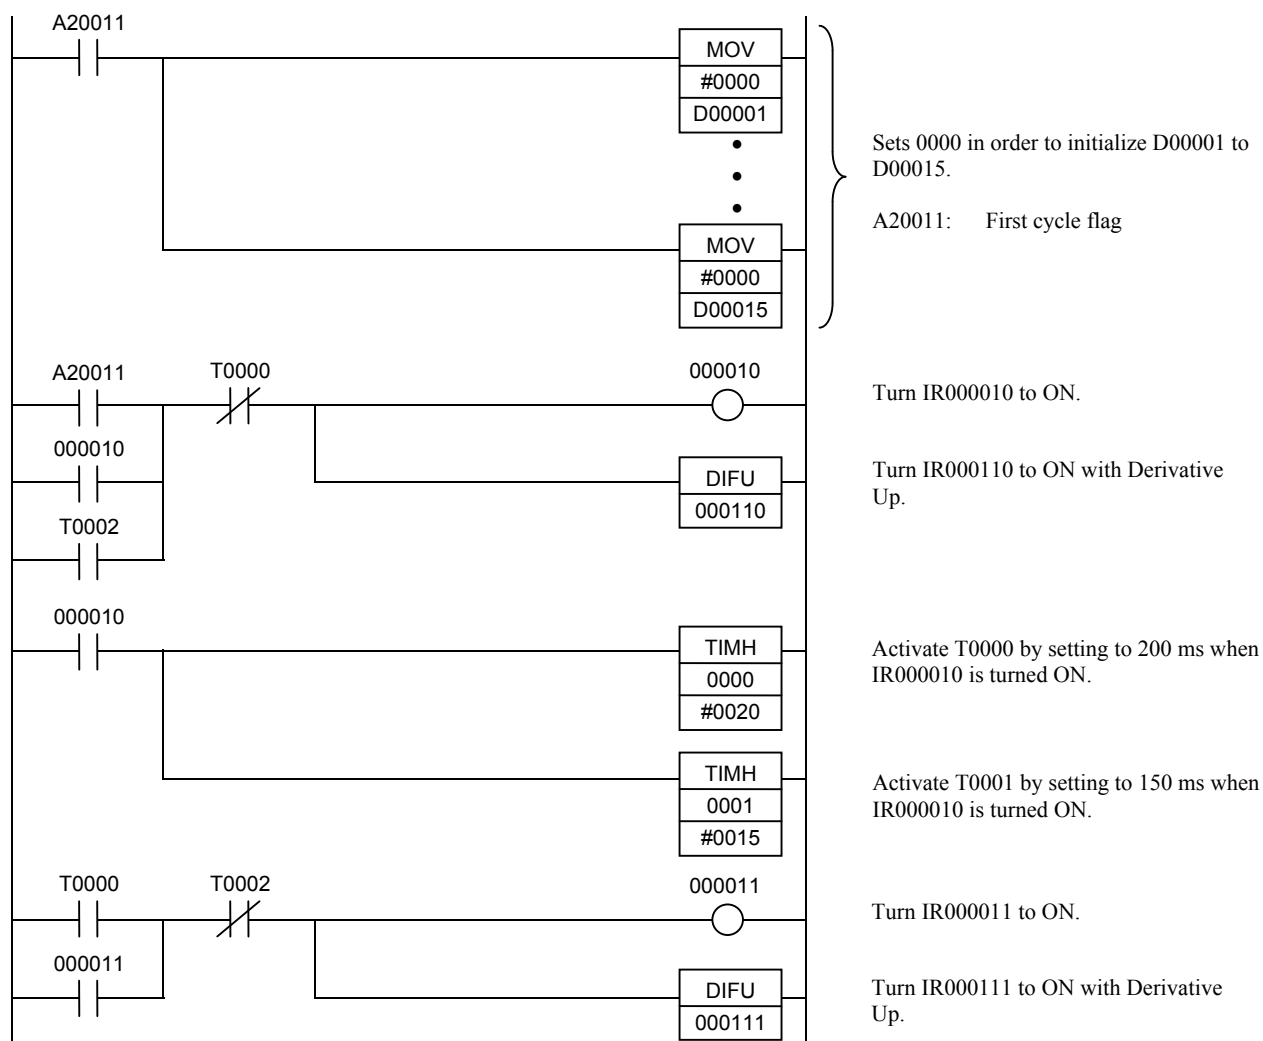 A20011
MOV
#0000
D00001
Sets 0000 in order to initialize D00001 to
D00015.
A20011: First cycle flag
MOV
#0000
D00015
A20011 T0000 000010
Turn IR000010 to ON.
000010
DIFU
000110
Turn IR000110 to ON with Derivative
Up.
T0002
000010
TIMH
0000
#0020
Activate T0000 by setting to 200 ms when
IR000010 is turned ON.
TIMH
0001
#0015
Activate T0001 by setting to 150 ms when
IR000010 is turned ON.
T0000 T0002 000011
Turn IR000011 to ON.
000011
DIFU
000111
Turn IR000111 to ON with Derivative
Up.